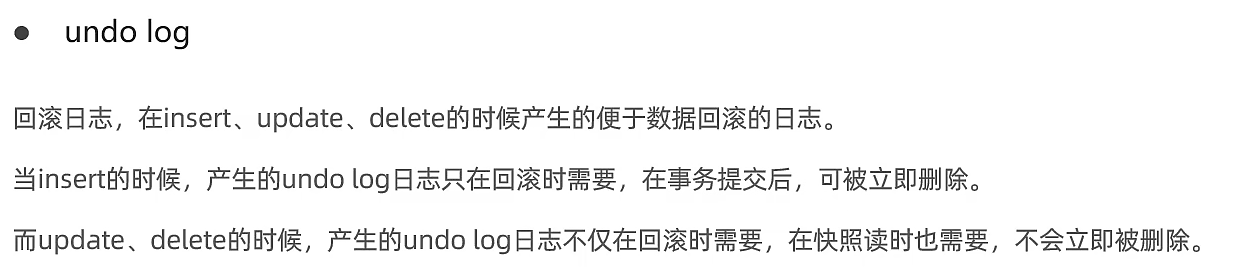 ● undo log
回滚日志，在insert、update、delete的时候产生的便于数据回滚的日志。
当insert的时候，产生的undo log日志只在回滚时需要，在事务提交后，可被立即删除。
而update、delete的时候，产生的undo log日志不仅在回滚时需要，在快照读时也需要，不会立即被删除。